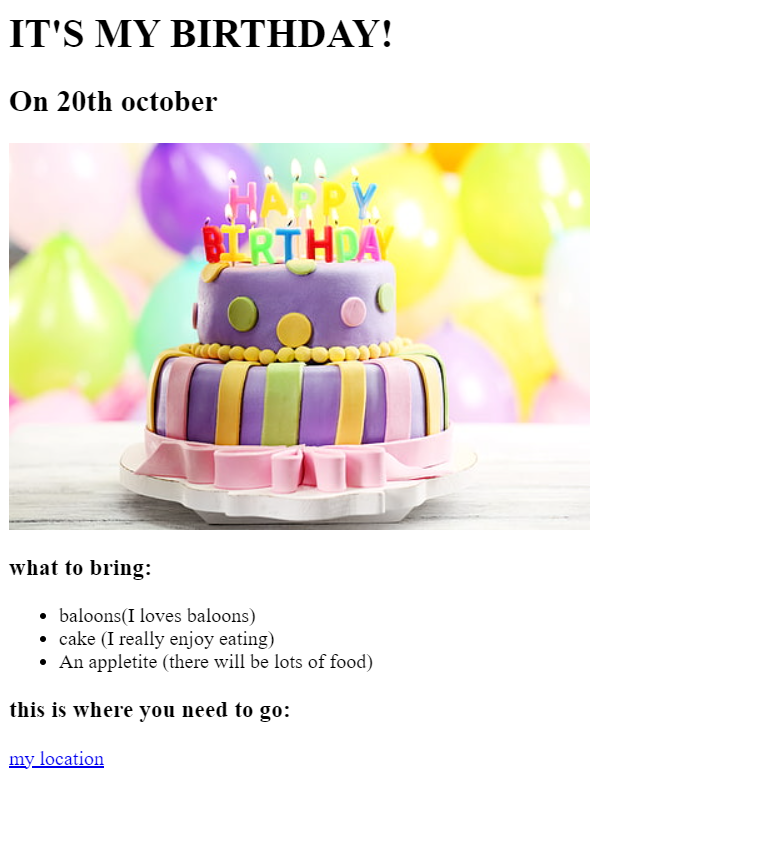 IT'S MY BIRTHDAY!
On 20th october
HAPPY
BIRTHDAY
what to bring:
baloons(I loves baloons)
cake (I really enjoy eating)
An appletite (there will be lots of food)
this is where you need to go:
my location